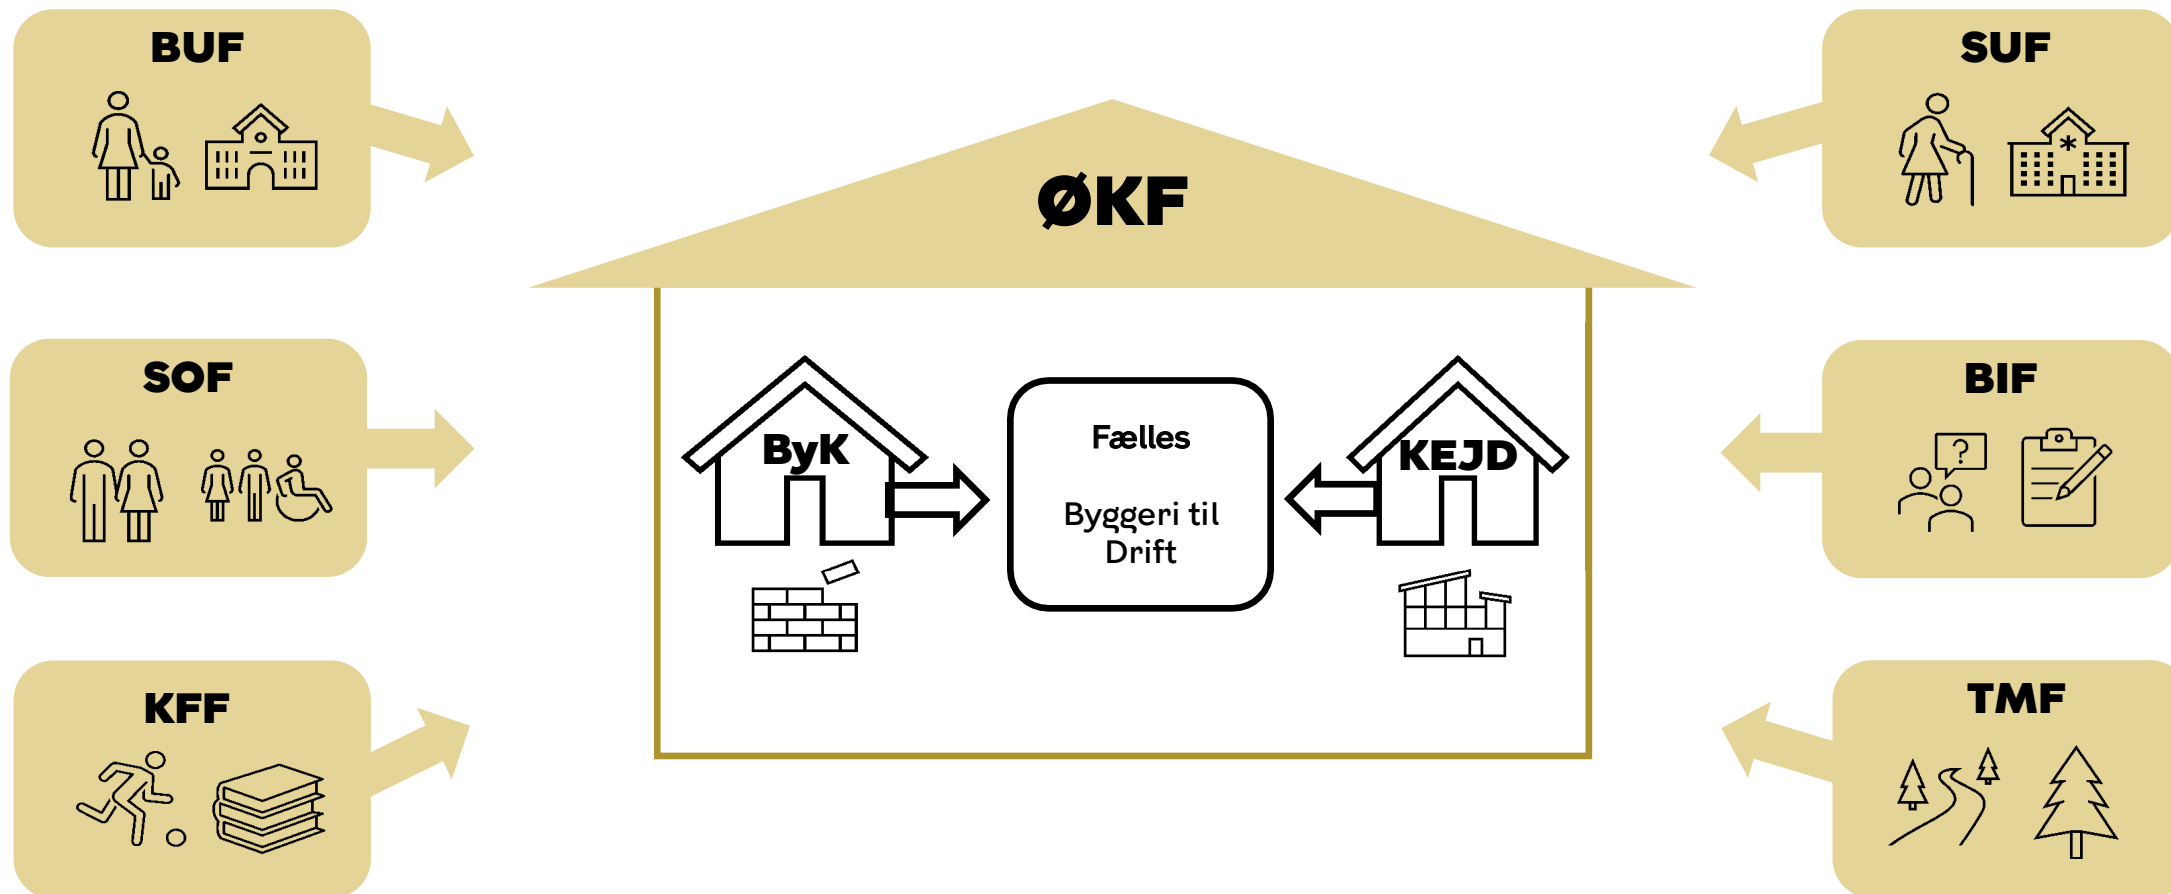 BUF
SUF
ØKF
SOF
BIF
ByK
Fælles
KEJD
Byggeri til
Drift
?
*
KFF
TMF